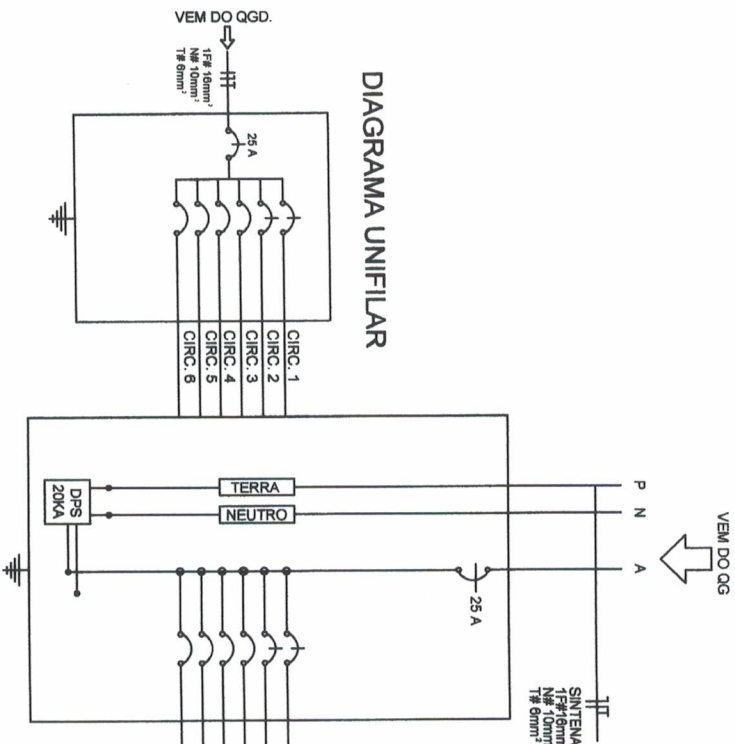 VEM DO QGD.
1F# 16mm²
N# 10mm²
T# 6mm²
25 A
DIAGRAMA UNIFILAR
CIRC. 1
CIRC. 2
CIRC. 3
CIRC. 4
CIRC. 5
CIRC. 6
VEM DO QG
P
N
A
SINTENA
1F#16mm
N# 10mm
T# 6mm²
25 A
TERRA
NEUTRO
DPS
20KA